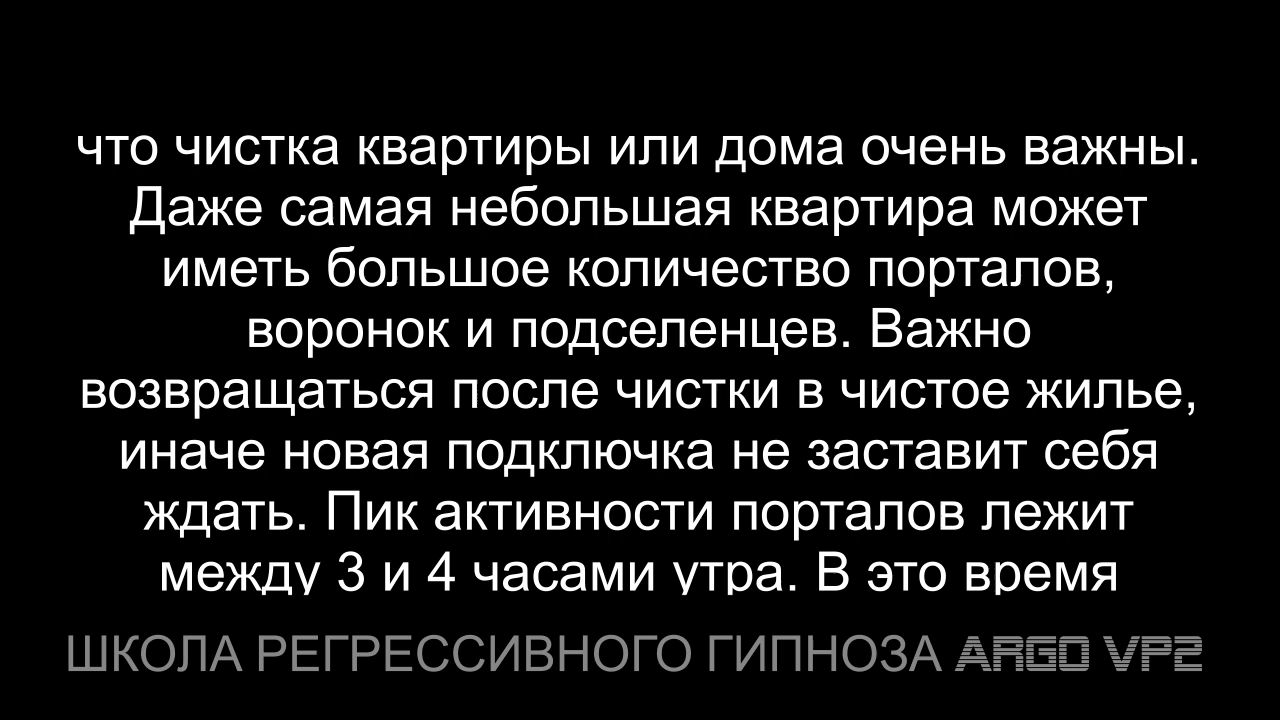 что чистка квартиры или дома очень важны.
Даже самая небольшая квартира может
иметь большое количество порталов,
воронок и подселенцев. Важно
возвращаться после чистки в чистое жилье,
иначе новая подключка не заставит себя
ждать. Пик активности порталов лежит
между 3 и 4 часами утра. В это время
ШКОЛА РЕГРЕССИВНОГО ГИПНОЗА ARGO VP2